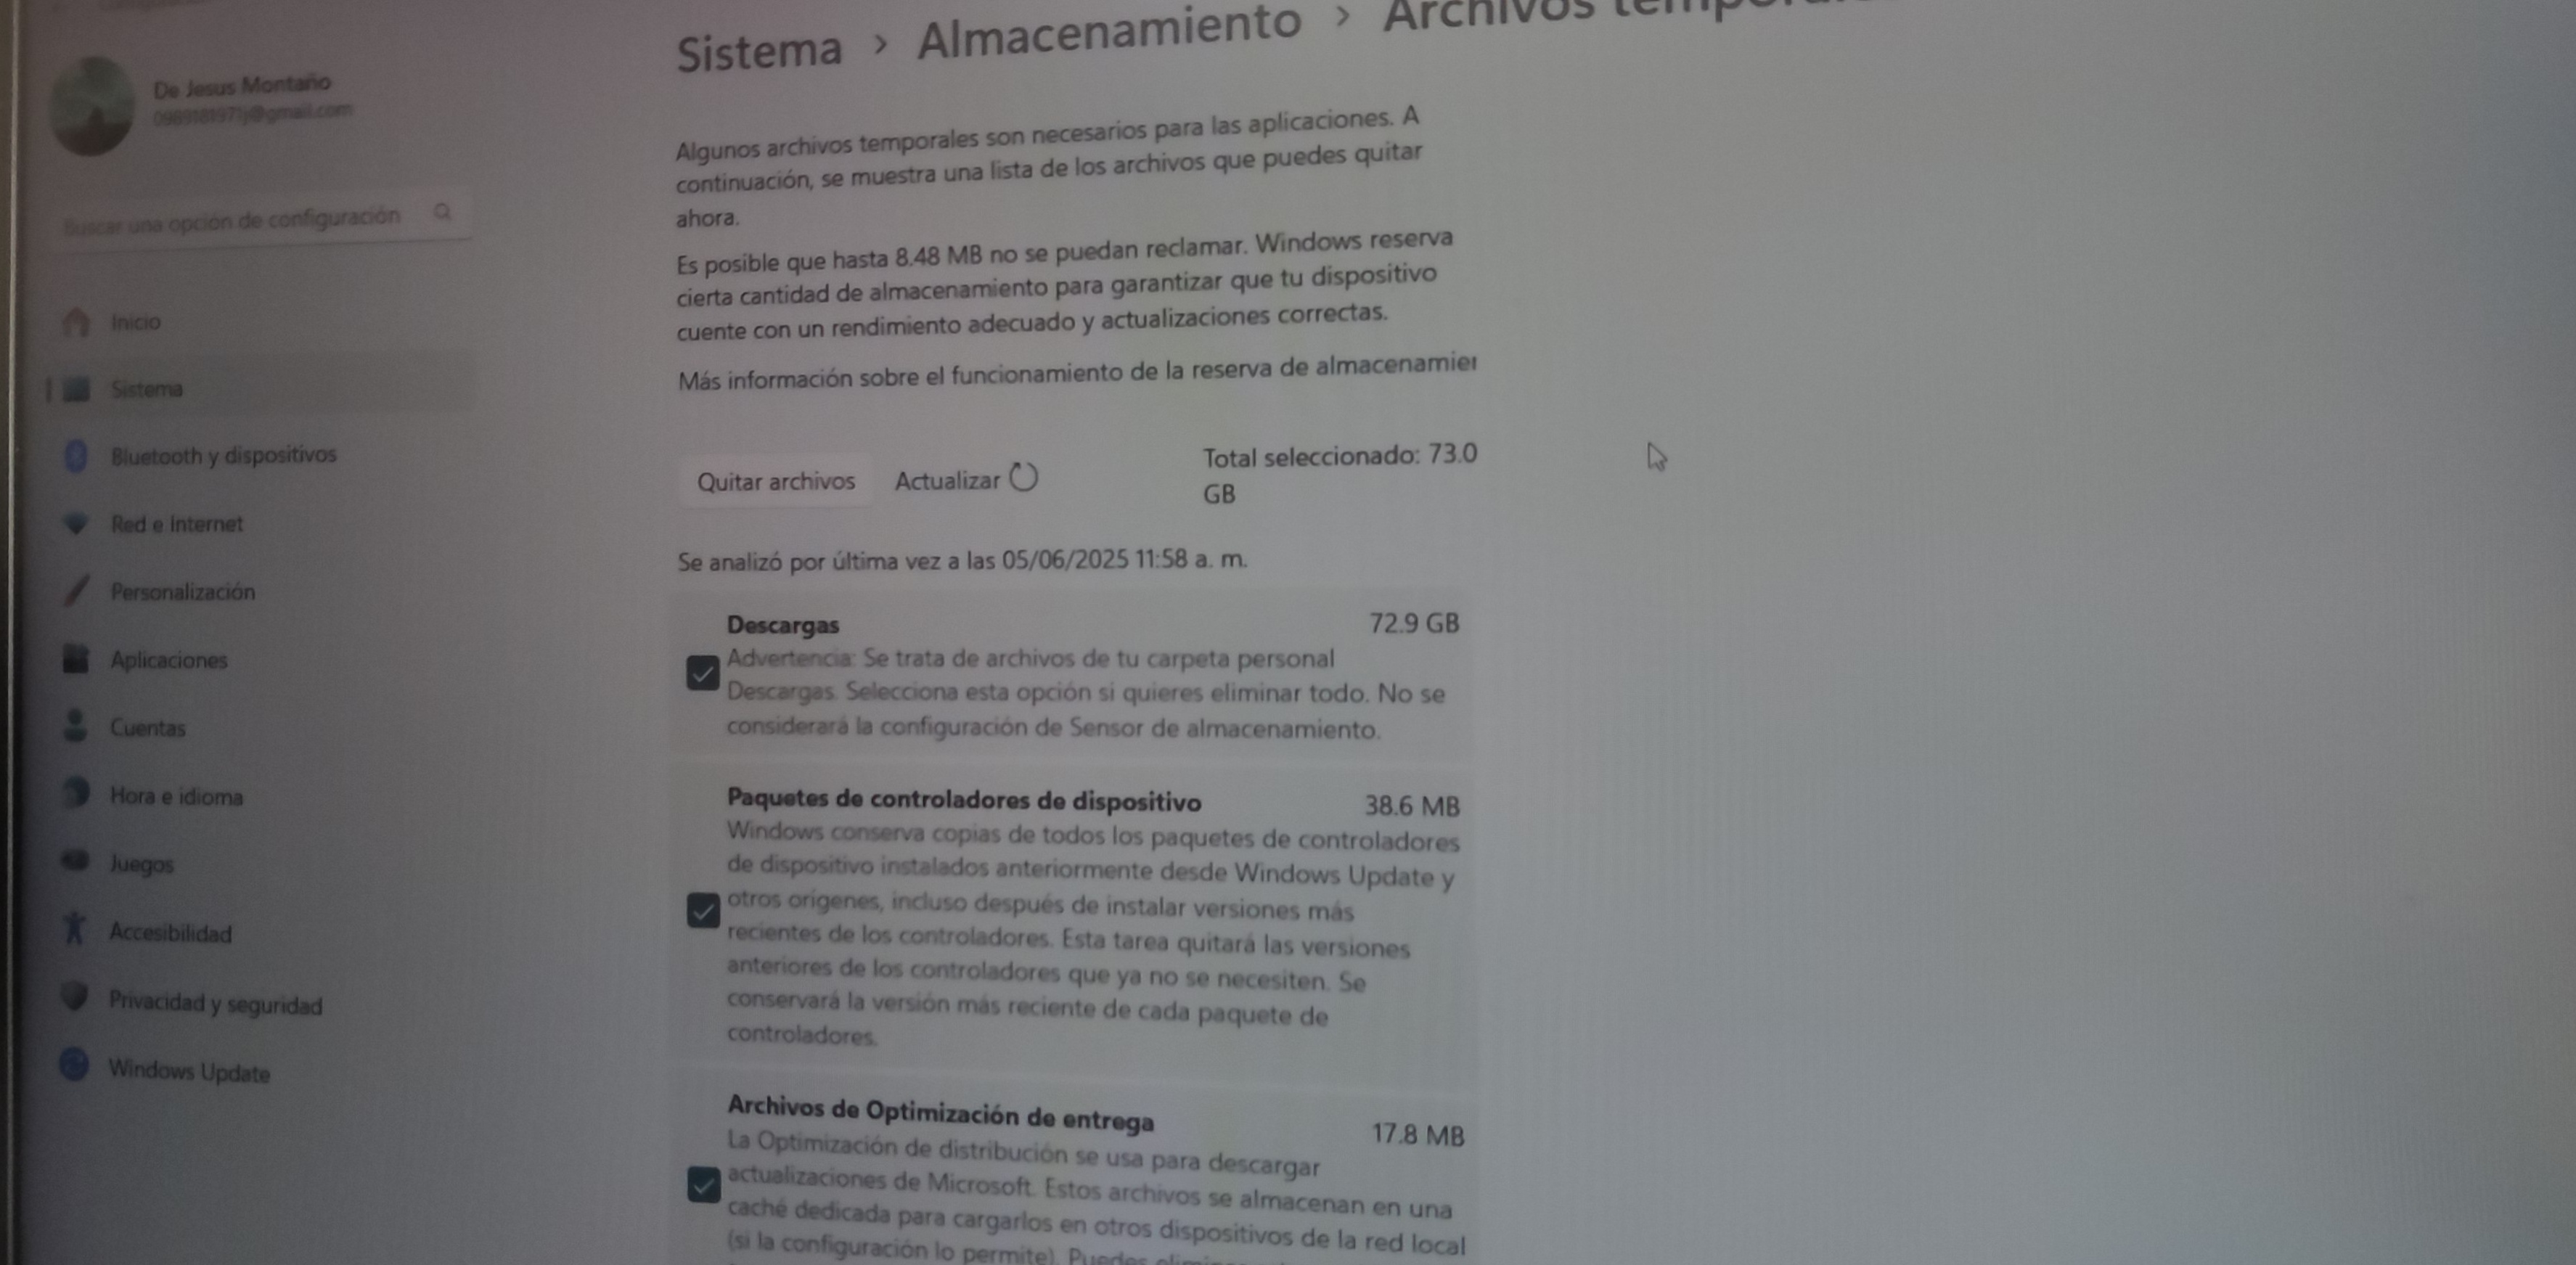 Sistema > Almacenamiento > Archivos
De Jesus Montaño
Buscar una opción de configuración
Inicio
Sistema
Bluetooth y dispositivos
Red e Internet
Personalización
Aplicaciones
Cuentas
Hora e idioma
Juegos
Accesibilidad
Privacidad y seguridad
Windows Update
Algunos archivos temporales son necesarios para las aplicaciones. A
continuación, se muestra una lista de los archivos que puedes quitar
ahora.
Es posible que hasta 8.48 MB no se puedan reclamar. Windows reserva
cierta cantidad de almacenamiento para garantizar que tu dispositivo
cuente con un rendimiento adecuado y actualizaciones correctas.
Más información sobre el funcionamiento de la reserva de almacenamier
Quitar archivos
Actualizar
Total seleccionado: 73.0
GB
Se analizó por última vez a las 05/06/2025 11:58 a. m.
Descargas 72.9 GB
Advertencia: Se trata de archivos de tu carpeta personal
Descargas. Selecciona esta opción si quieres eliminar todo. No se
considerará la configuración de Sensor de almacenamiento.
Paquetes de controladores de dispositivo 38.6 MB
Windows conserva copias de todos los paquetes de controladores
de dispositivo instalados anteriormente desde Windows Update y
otros orígenes, incluso después de instalar versiones más
recientes de los controladores. Esta tarea quitará las versiones
anteriores de los controladores que ya no se necesiten. Se
conservará la versión más reciente de cada paquete de
controladores.
Archivos de Optimización de entrega 17.8 MB
La Optimización de distribución se usa para descargar
actualizaciones de Microsoft. Estos archivos se almacenan en una
caché dedicada para cargarlos en otros dispositivos de la red local
(si la configuración lo permite). Puedes